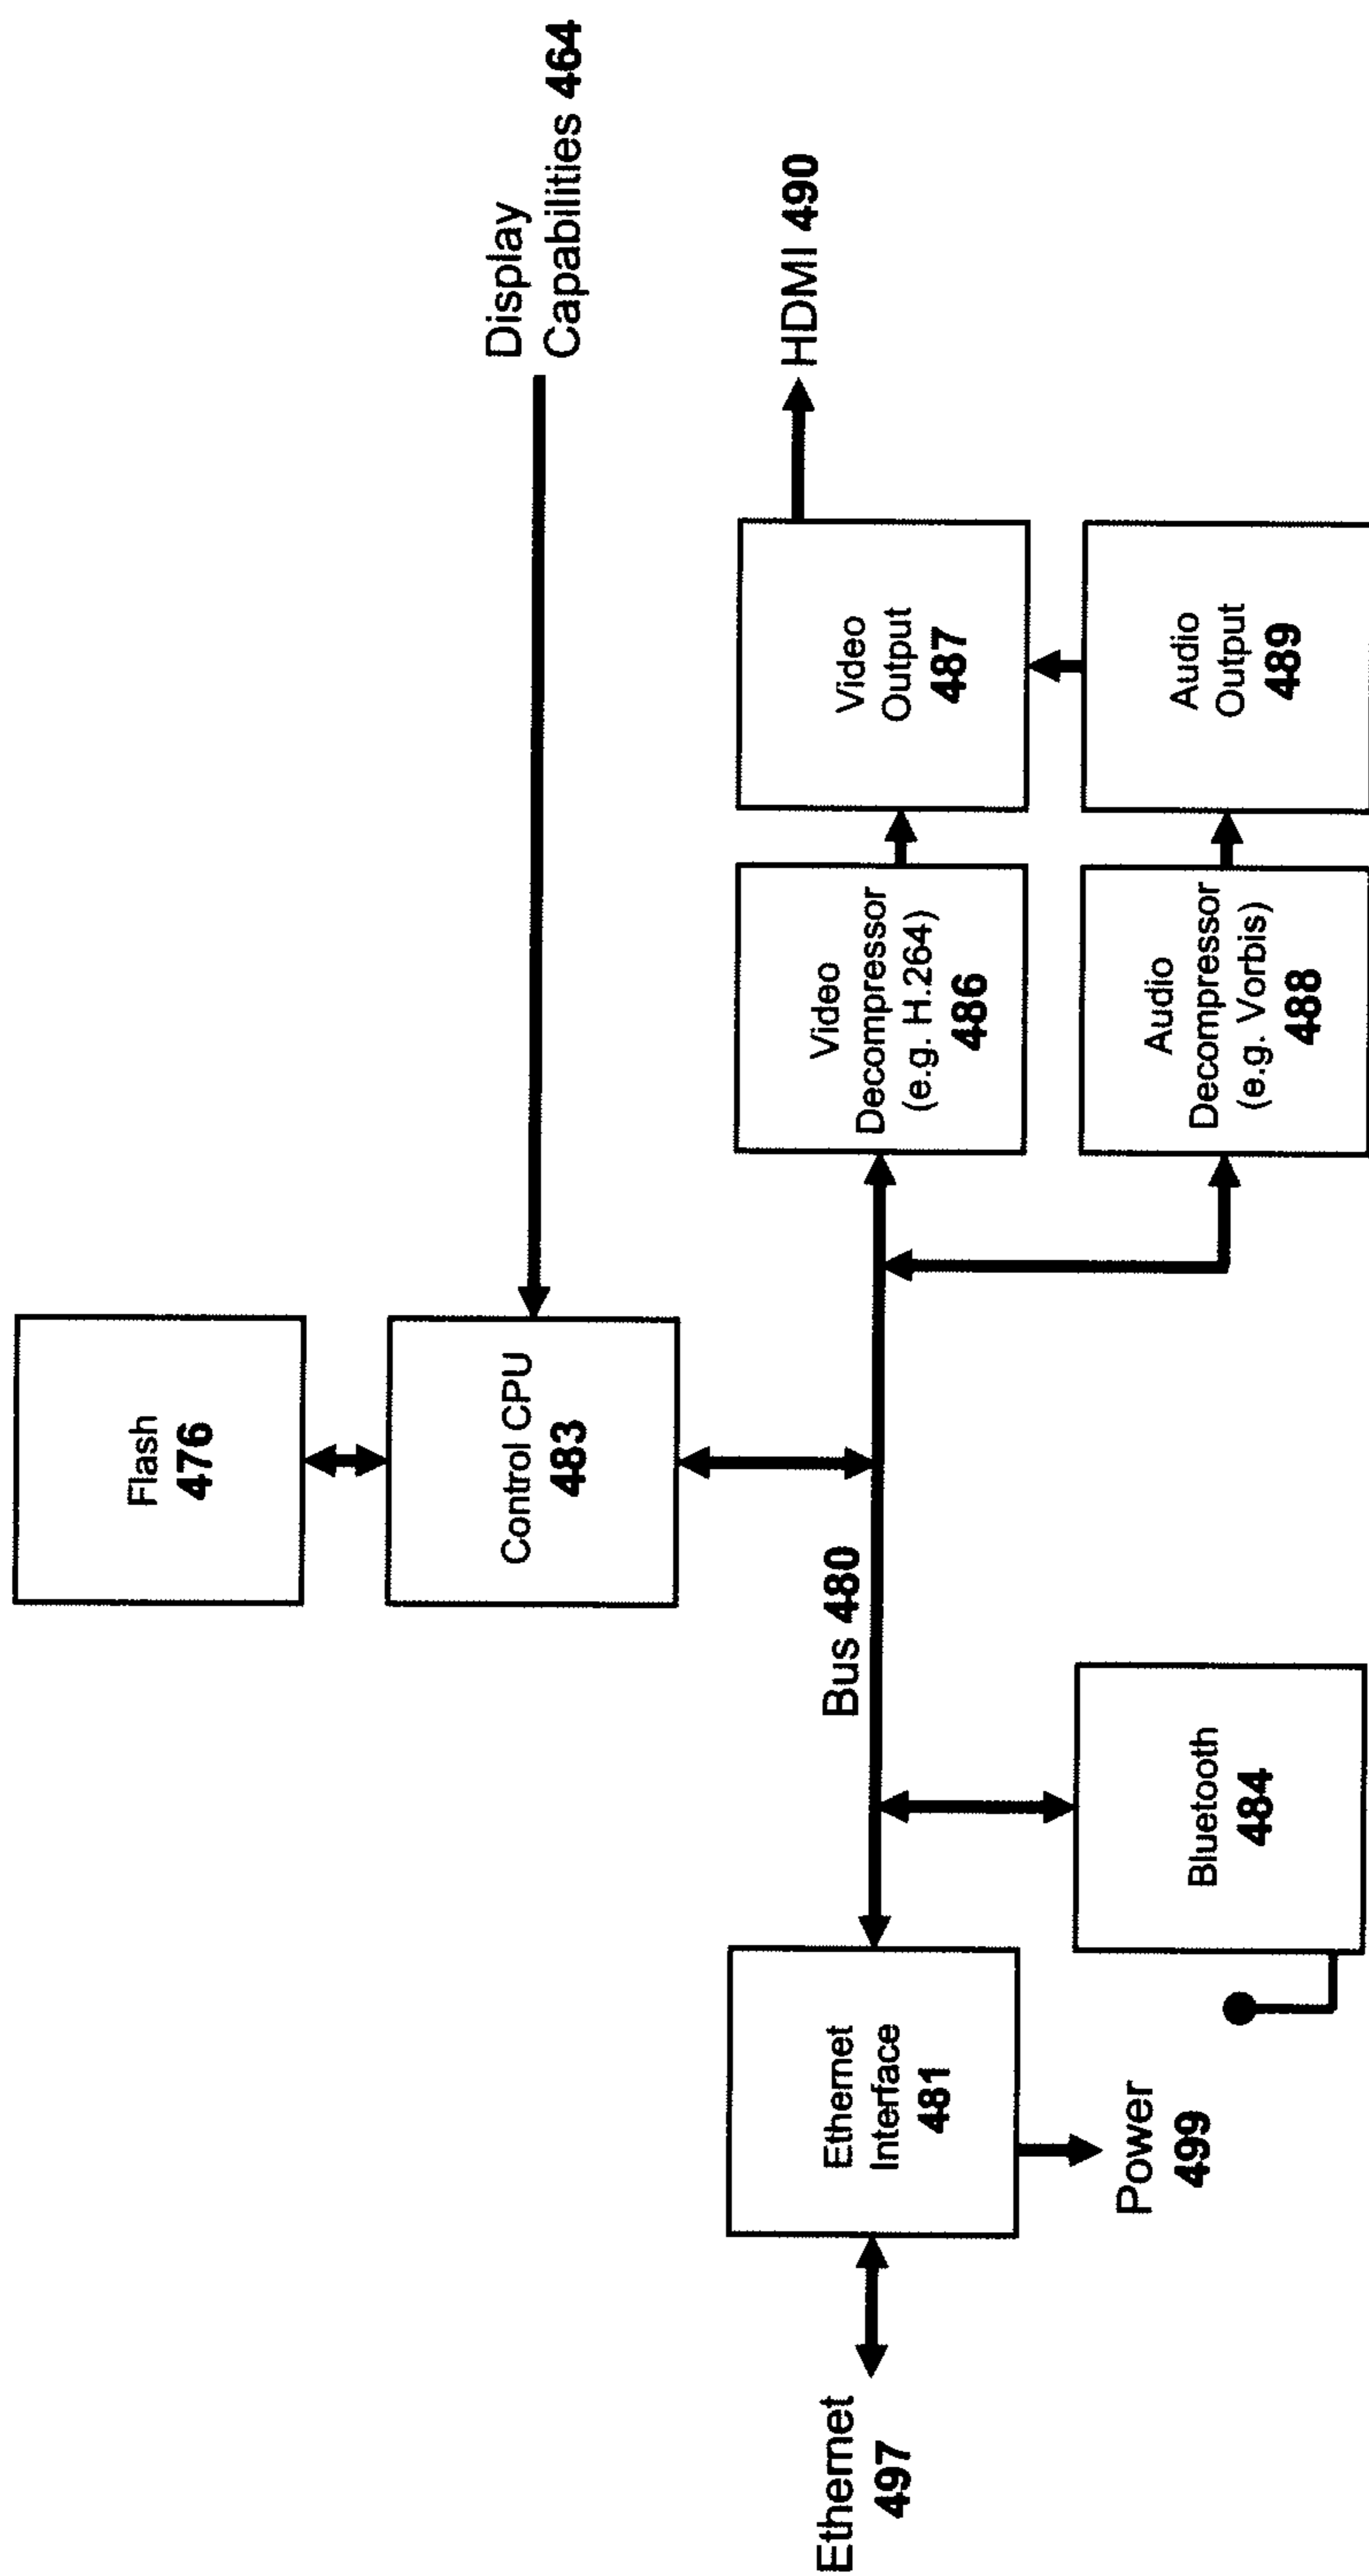 Flash
476
Control CPU
483
Display
Capabilities 464
Bus 480
Ethernet
497
Ethernet
Interface
481
Power
499
Bluetooth
484
Video
Decompressor
(e.g. H.264)
486
Video
Output
487
HDMI 490
Audio
Decompressor
(e.g. Vorbis)
488
Audio
Output
489